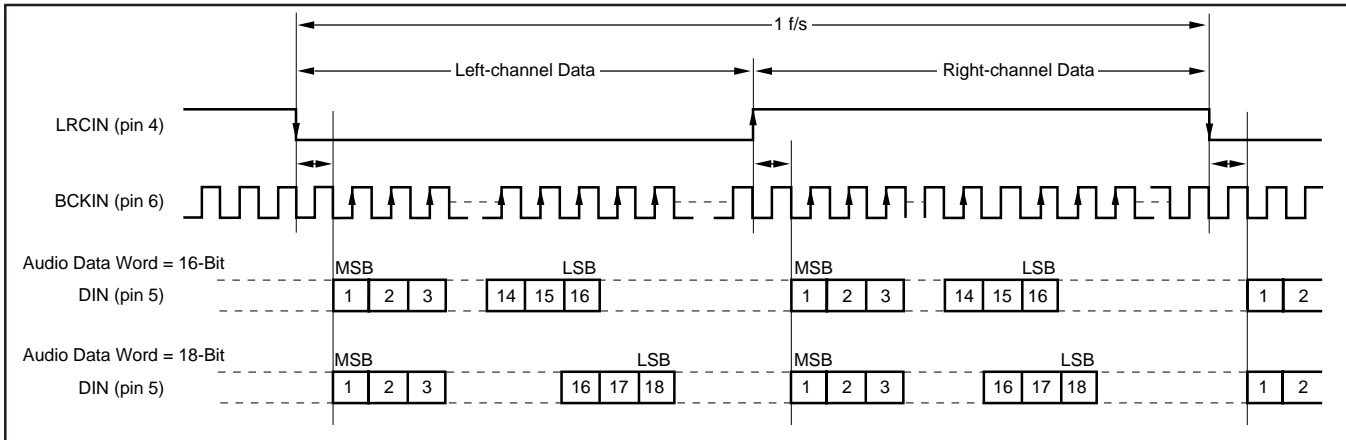 1 f/s
Left-channel Data
Right-channel Data
LRCIN (pin 4)
BCKIN (pin 6)
Audio Data Word = 16-Bit
MSB LSB MSB LSB
DIN (pin 5) 1 2 3 14 15 16 1 2 3 14 15 16 1 2
Audio Data Word = 18-Bit
MSB LSB MSB LSB
DIN (pin 5) 1 2 3 16 17 18 1 2 3 16 17 18 1 2